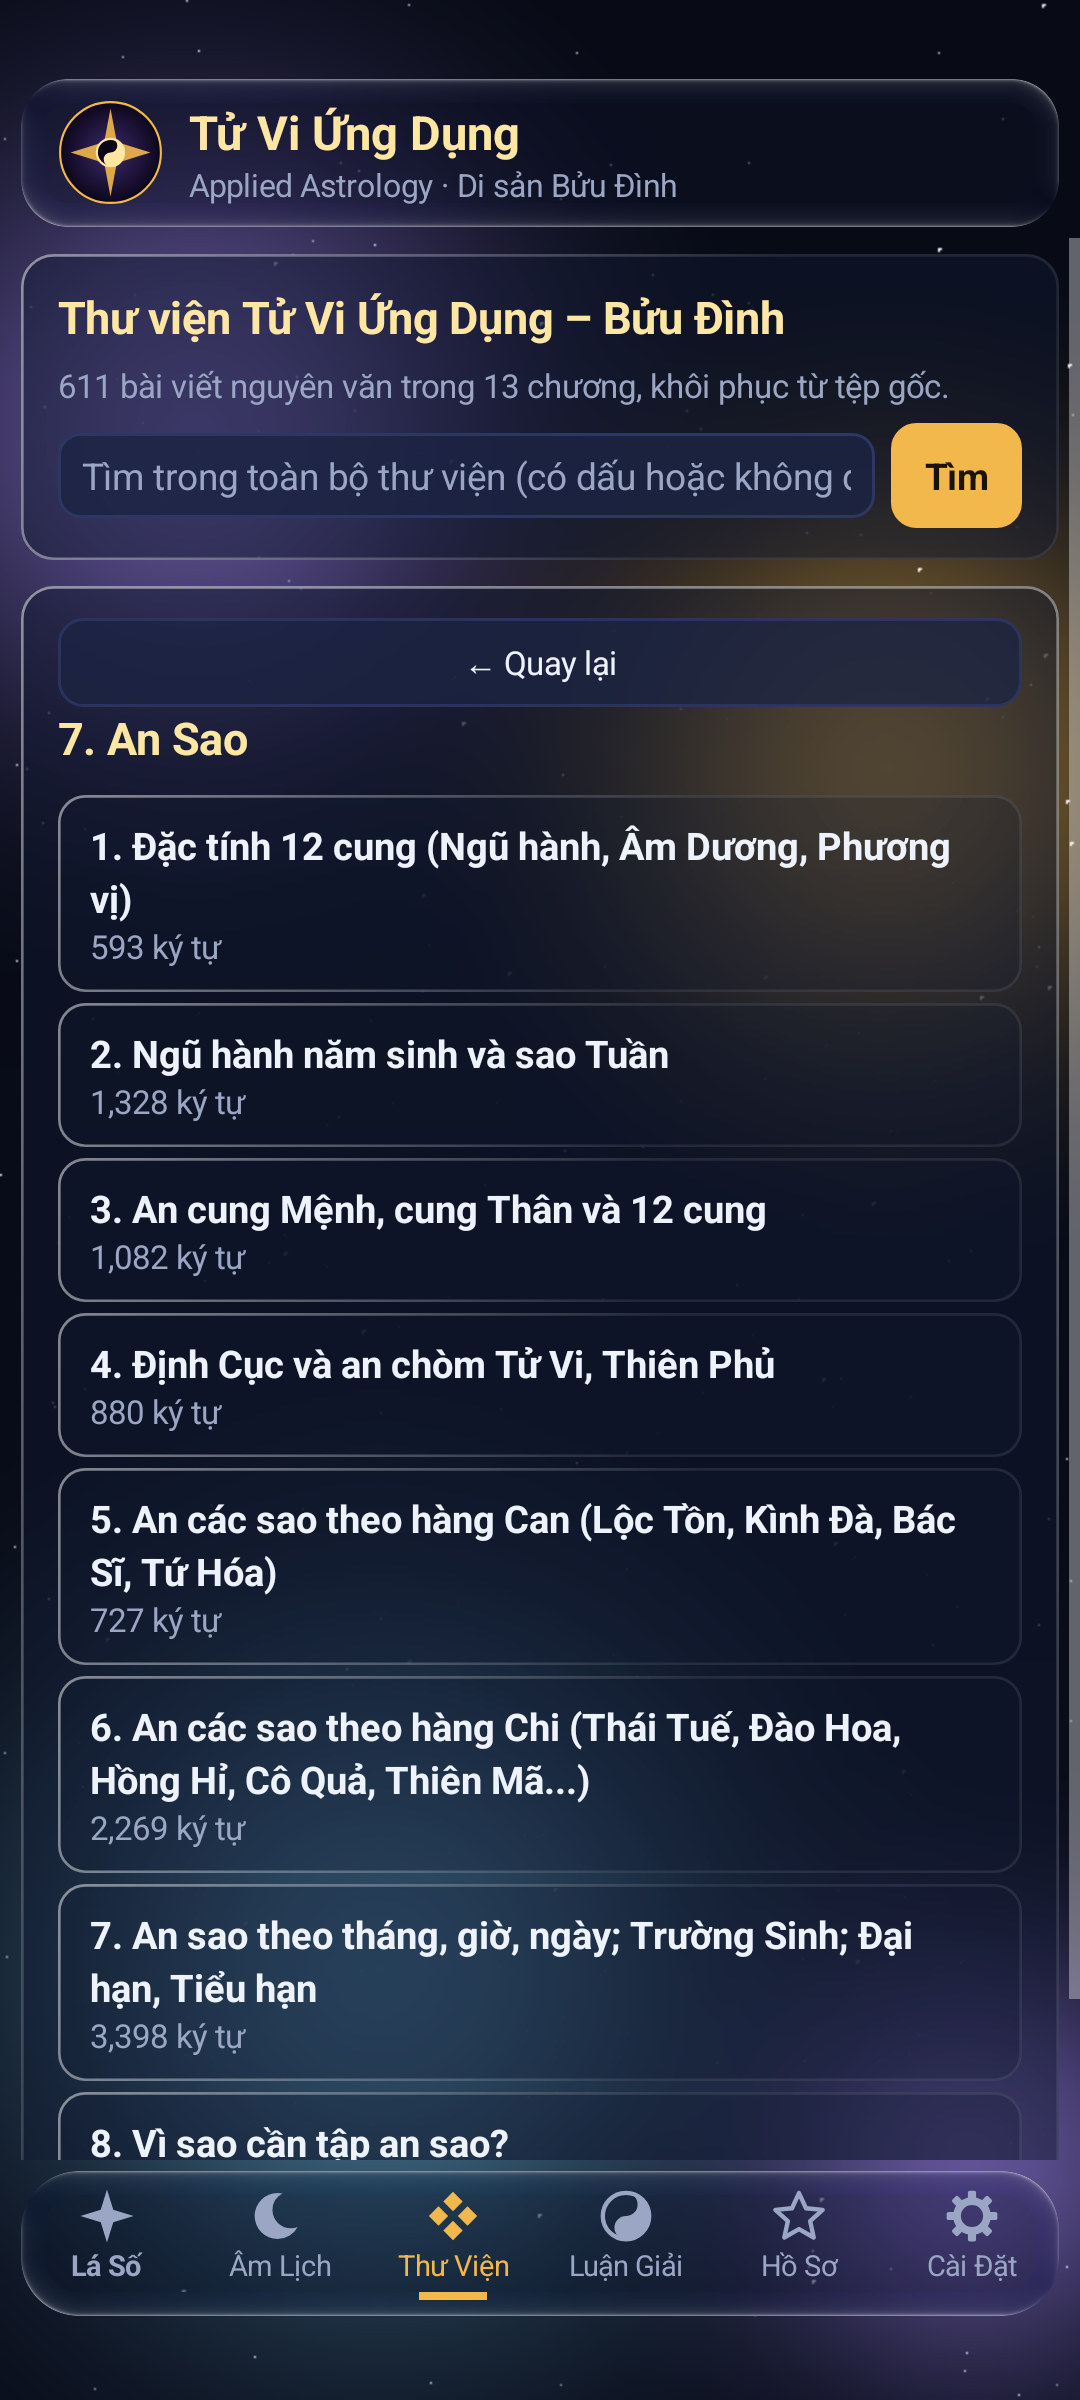 Tử Vi Ứng Dụng
Applied Astrology · Di sản Bửu Đình
Thư viện Tử Vi Ứng Dụng – Bửu Đình
611 bài viết nguyên văn trong 13 chương, khôi phục từ tệp gốc.
Tìm trong toàn bộ thư viện (có dấu hoặc không
Tìm
← Quay lại
7. An Sao
1. Đặc tính 12 cung (Ngũ hành, Âm Dương, Phương
vị)
593 ký tự
2. Ngũ hành năm sinh và sao Tuần
1,328 ký tự
3. An cung Mệnh, cung Thân và 12 cung
1,082 ký tự
4. Định Cục và an chòm Tử Vi, Thiên Phủ
880 ký tự
5. An các sao theo hàng Can (Lộc Tồn, Kình Đà, Bác
Sĩ, Tứ Hóa)
727 ký tự
6. An các sao theo hàng Chi (Thái Tuế, Đào Hoa,
Hồng Hỉ, Cô Quả, Thiên Mã...)
2,269 ký tự
7. An sao theo tháng, giờ, ngày; Trường Sinh; Đại
hạn, Tiểu hạn
3,398 ký tự
8. Vì sao cần tập an sao?
Lá Số
Âm Lịch
Thư Viện
Luận Giải
Hồ Sơ
Cài Đặt